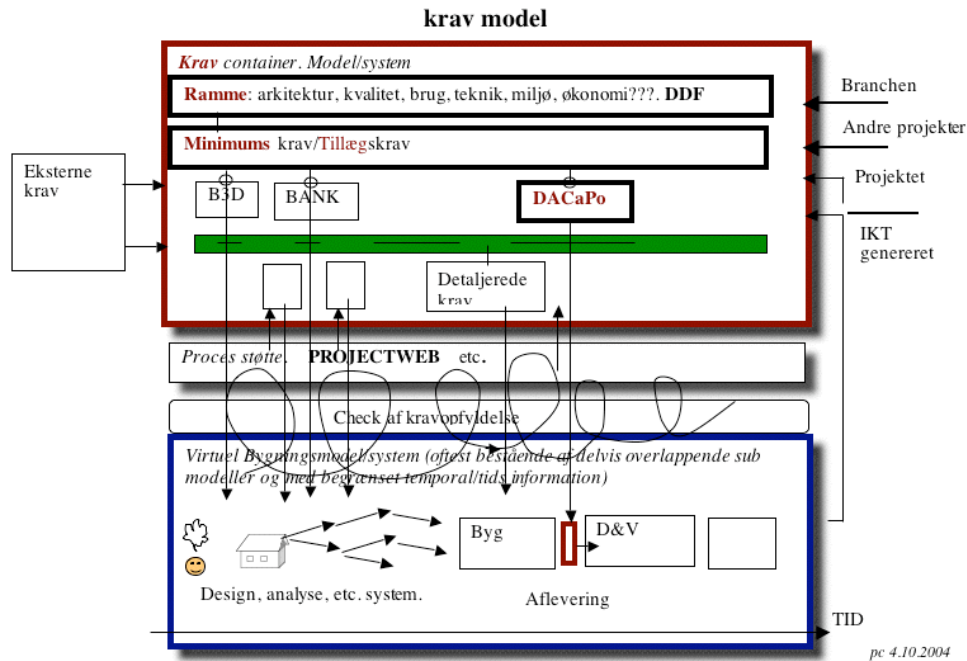 krav model
Krav container. Model/system
Ramme: arkitektur, kvalitet, brug, teknik, miljø, økonomi???. DDF
Branchen
Andre projekter
Minimums krav/Tillægskrav
Eksterne
krav
Projektet
B3D
BANK
DACaPo
IKT
genereret
Detaljerede
krav
Proces støtte. PROJECTWEB etc.
Check af kravopfyldelse
Virtuel Bygningsmodel/system (oftest bestående af delvis overlappende sub
modeller og med begrænset temporal/tids information)
Byg
D&V
Design, analyse, etc. system.
Aflevering
TID
pc 4.10.2004